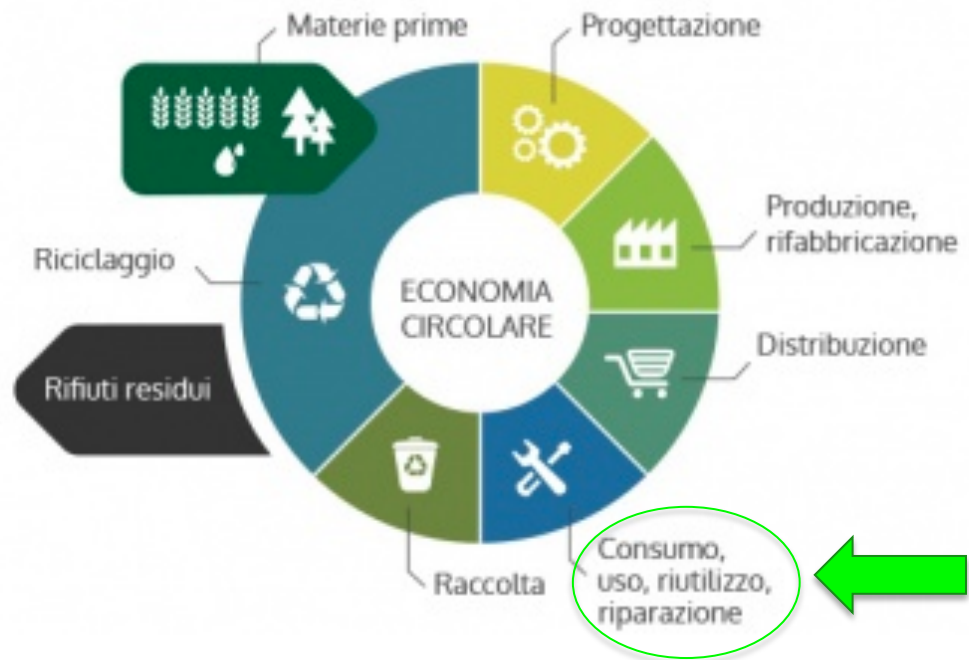 Materie prime
Progettazione
Produzione,
rifabbricazione
Riciclaggio
ECONOMIA
CIRCOLARE
Distribuzione
Rifiuti residui
Consumo,
uso, riutilizzo,
riparazione
Raccolta